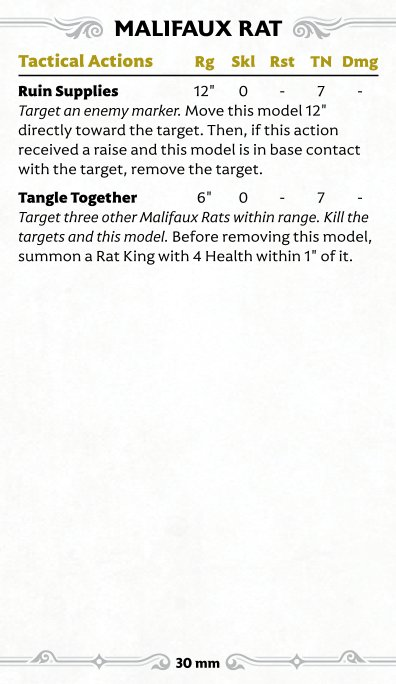 MALIFAUX RAT
Tactical Actions Rg Skl Rst TN Dmg
Ruin Supplies 12" 0 - 7 -
Target an enemy marker. Move this model 12"
directly toward the target. Then, if this action
received a raise and this model is in base contact
with the target, remove the target.
Tangle Together 6" 0 - 7 -
Target three other Malifaux Rats within range. Kill the
targets and this model. Before removing this model,
summon a Rat King with 4 Health within 1" of it.
30 mm